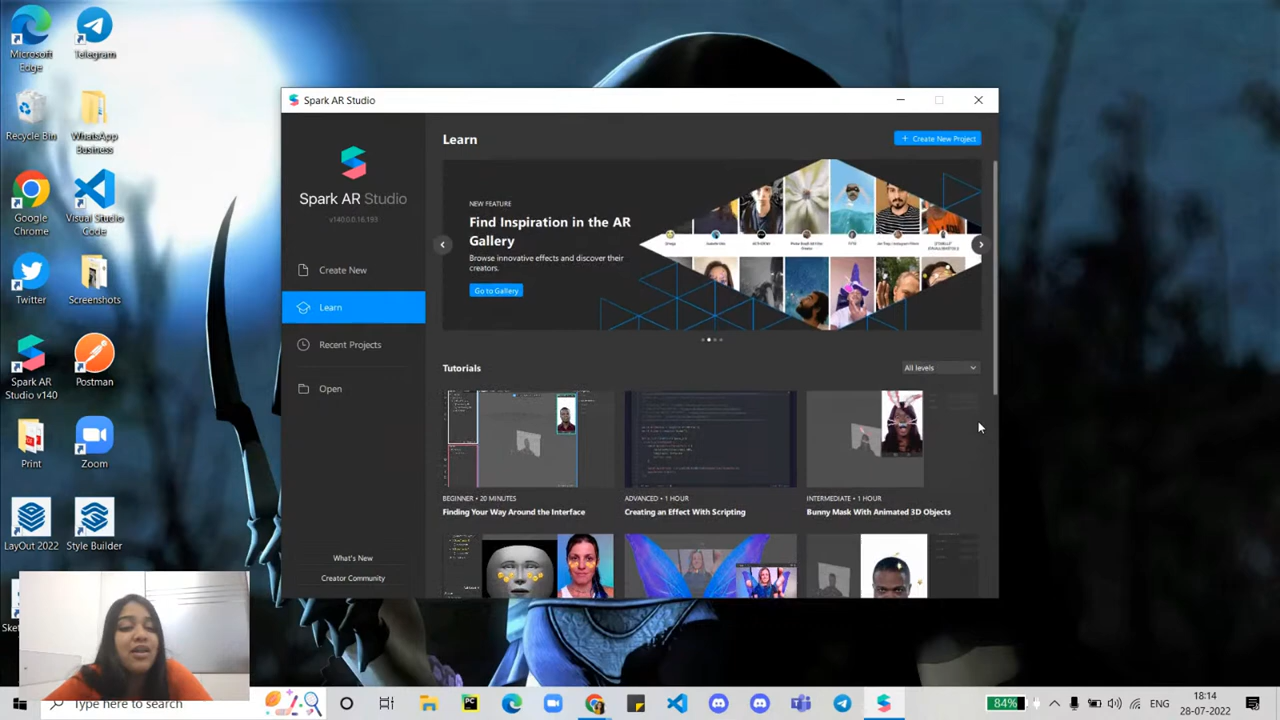 Microsoft
Edge
Telegram
Recycle Bin
WhatsApp
Business
Google
Chrome
Visual Studio
Code
Twitter
Screenshots
Spark AR
Studio v140
Postman
Print
Zoom
LayOut 2022
Style Builder
Spark AR Studio
Spark AR Studio
v140.0.0.16.193
Create New
Learn
Recent Projects
Open
What's New
Creator Community
Learn
+ Create New Project
NEW FEATURE
Find Inspiration in the AR
Gallery
Browse innovative effects and discover their
creators.
Go to Gallery
Tutorials
All levels
BEGINNER • 20 MINUTES
Finding Your Way Around the Interface
ADVANCED • 1 HOUR
Creating an Effect With Scripting
INTERMEDIATE • 1 HOUR
Bunny Mask With Animated 3D Objects
Type here to search
84%
ENG
18:14
28-07-2022